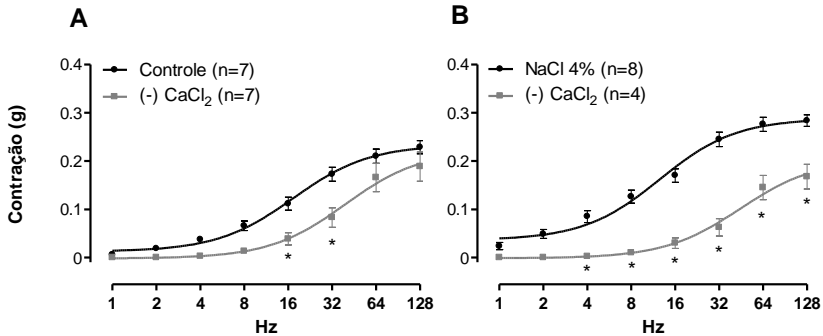 A
Controle (n=7)
(-) CaCl₂ (n=7)
Contração (g)
0.4
0.3
0.2
0.1
0
*
*
1 2 4 8 16 32 64 128
Hz
B
NaCl 4% (n=8)
(-) CaCl₂ (n=4)
0.4
0.3
0.2
0.1
0
*
*
*
*
*
*
1 2 4 8 16 32 64 128
Hz